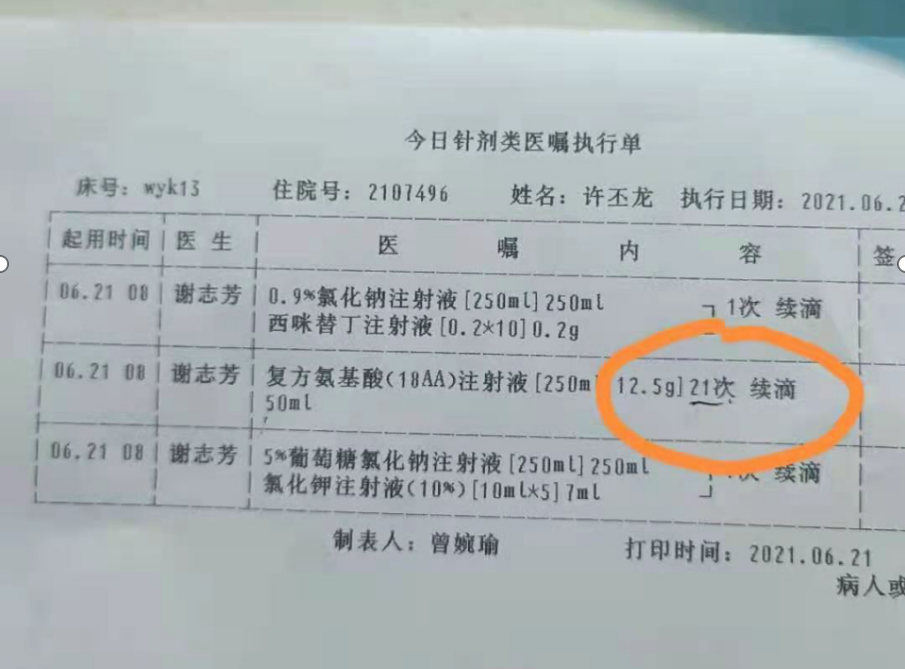 今日针剂类医嘱执行单
床号: wyk13 住院号: 2107496 姓名: 许丕龙 执行日期: 2021.06.2
起用时间 医生 医嘱内容 签
06.21 08 谢志芳 0.9%氯化钠注射液[250ml]250ml 1次 续滴
西咪替丁注射液[0.2*10]0.2g
06.21 08 谢志芳 复方氨基酸(18AA)注射液[250m 12.5g]21次 续滴
50ml
06.21 08 谢志芳 5%葡萄糖氯化钠注射液[250ml]250ml 次 续滴
氯化钾注射液(10%)[10ml*5]7ml
制表人: 曾婉瑜 打印时间: 2021.06.21
病人或